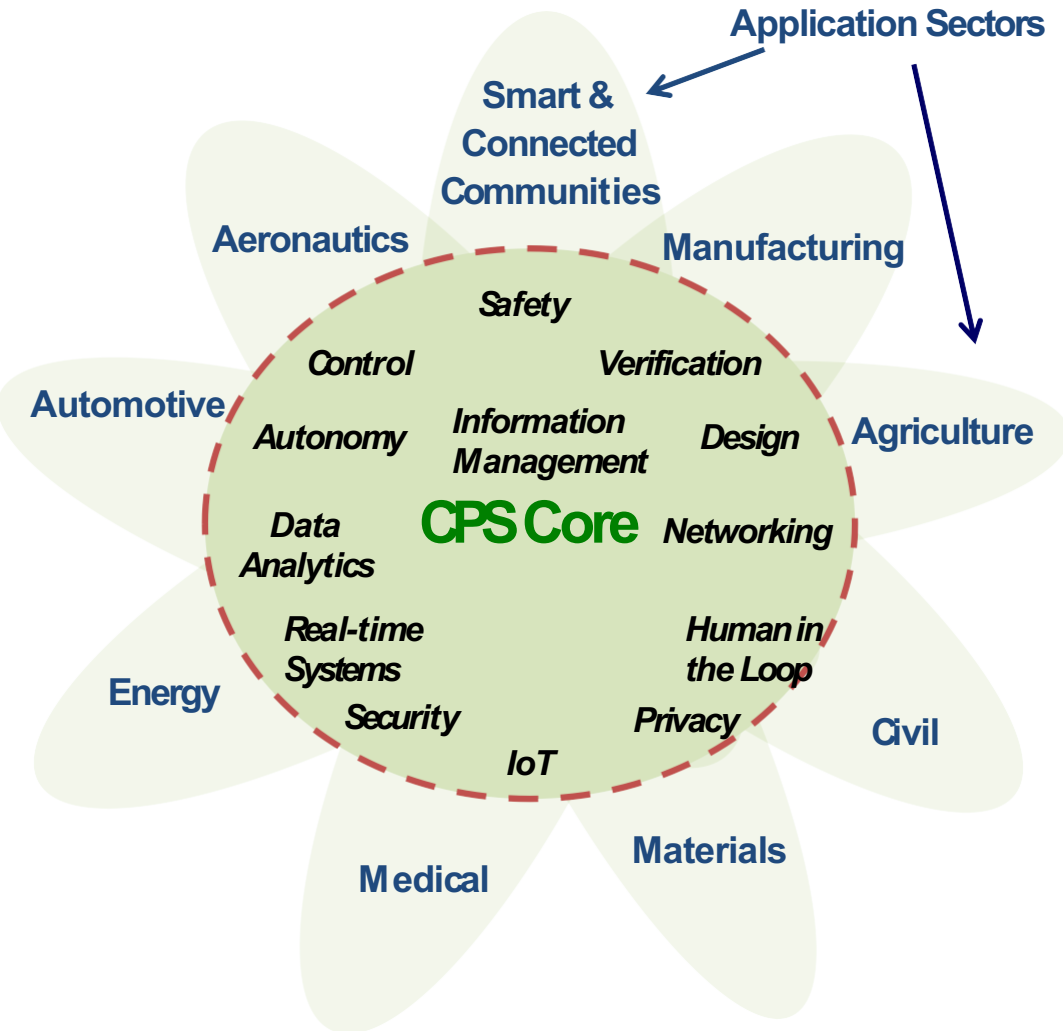 Application Sectors
Smart &
Connected
Communities
Aeronautics
Manufacturing
Safety
Control
Verification
Automotive
Autonomy
Information
Management
Design
Agriculture
Data
Analytics
CPS Core
Networking
Real-time
Systems
Human in
the Loop
Energy
Security
Privacy
Civil
IoT
Materials
Medical